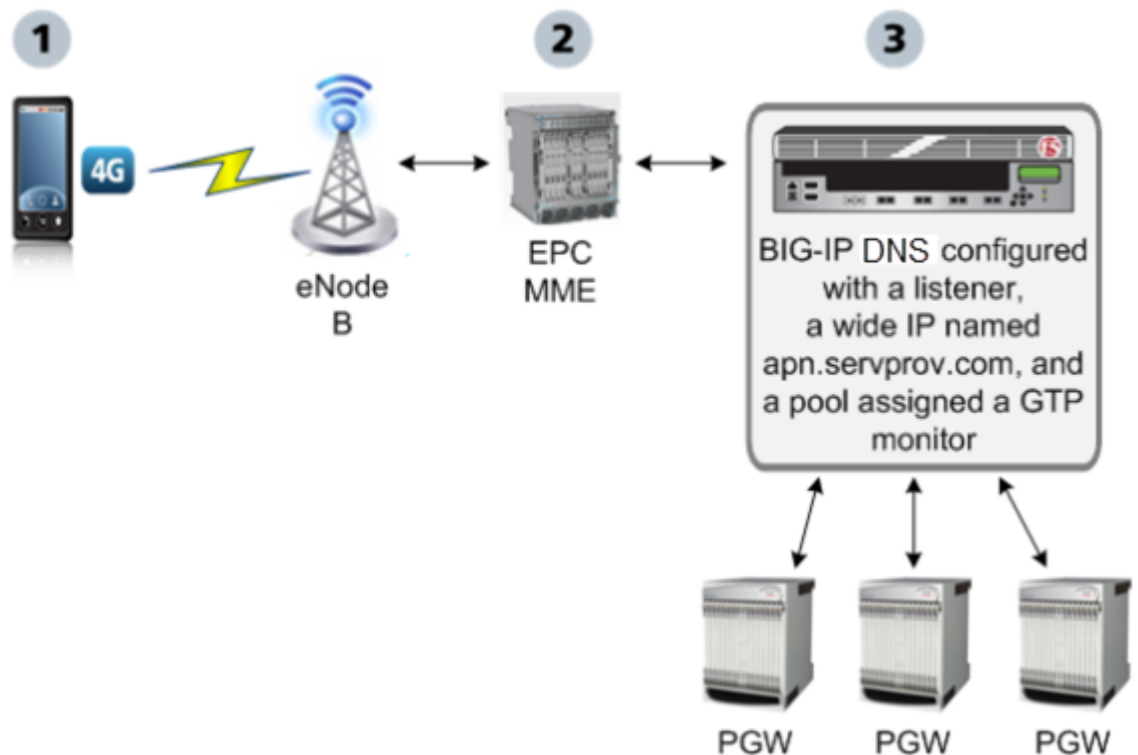 1
2
3
4G
f5
eNode
B
EPC
MME
BIG-IP DNS configured
with a listener,
a wide IP named
apn.servprov.com, and
a pool assigned a GTP
monitor
PGW
PGW
PGW